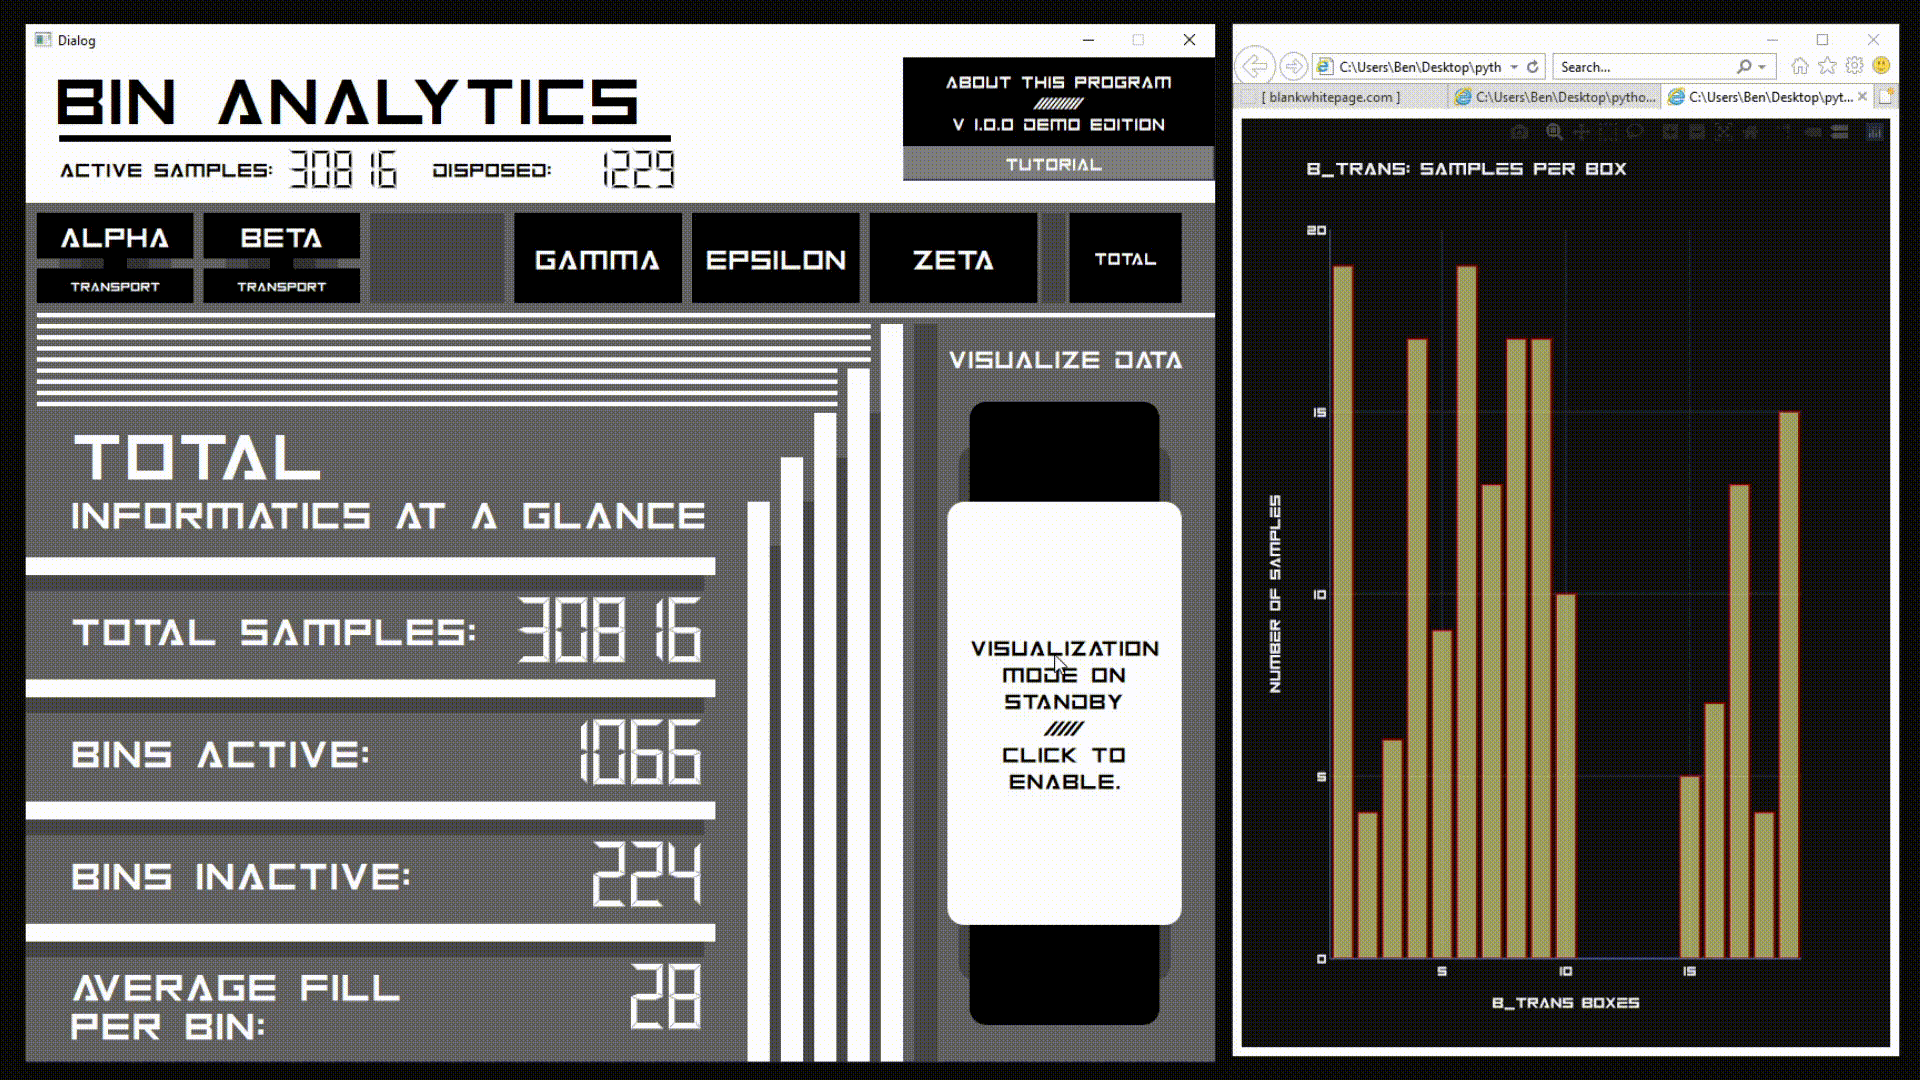 Dialog
BIN ANALYTICS
ACTIVE SAMPLES: 30816 DISPOSED: 1229
ABOUT THIS PROGRAM
//////////
V 1.0.0 DEMO EDITION
TUTORIAL
ALPHA
TRANSPORT
BETA
TRANSPORT
GAMMA
EPSILON
ZETA
TOTAL
TOTAL
INFORMATICS AT A GLANCE
TOTAL SAMPLES: 30816
BINS ACTIVE: 1066
BINS INACTIVE: 224
AVERAGE FILL
PER BIN: 28
VISUALIZE DATA
VISUALIZATION
MODE ON
STANDBY
//////
CLICK TO
ENABLE.
C:\Users\Ben\Desktop\pyth
Search...
[ blankwhitepage.com ]
C:\Users\Ben\Desktop\pytho...
C:\Users\Ben\Desktop\pyt...
B_TRANS: SAMPLES PER BOX
20
15
10
5
0
NUMBER OF SAMPLES
5 10 15
B_TRANS BOXES